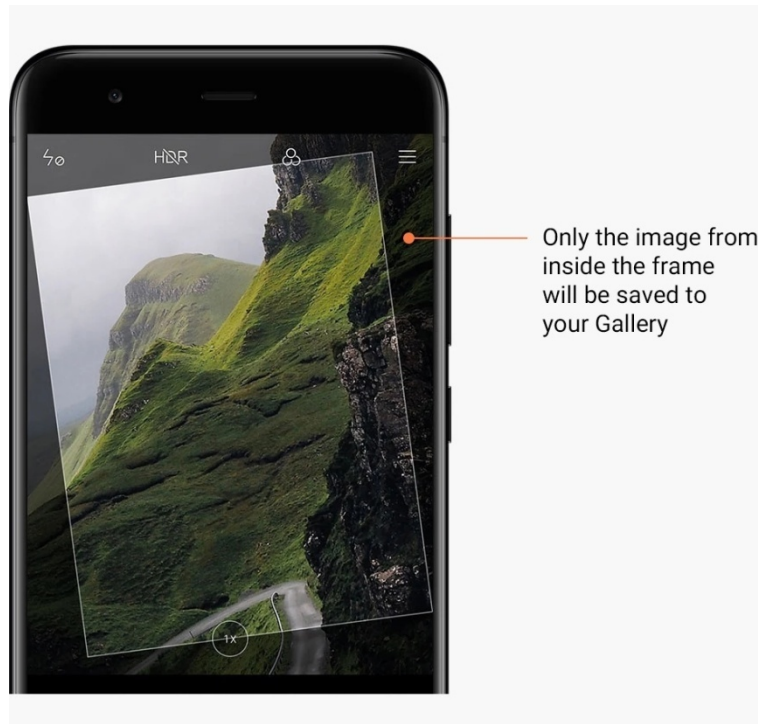 HDR
Only the image from
inside the frame
will be saved to
your Gallery
1X